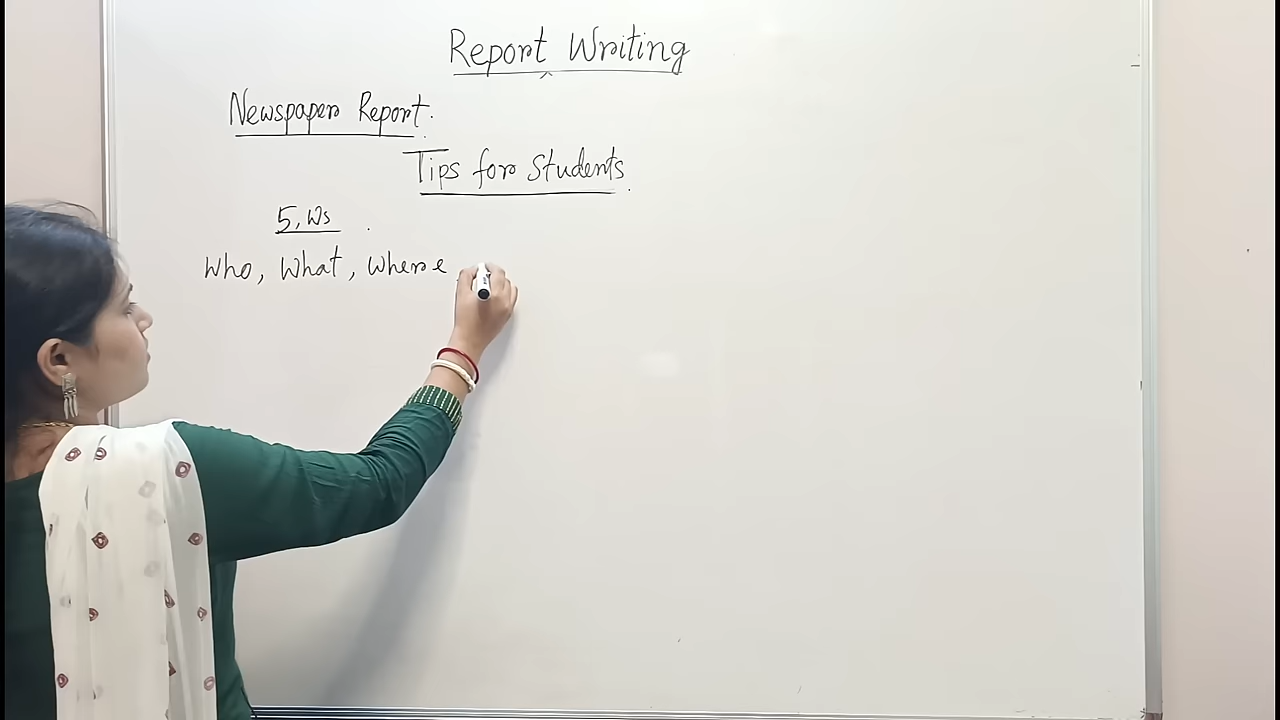 Report Writing
Newspaper Report.
Tips for Students.
5, Ws.
Who, What, Where